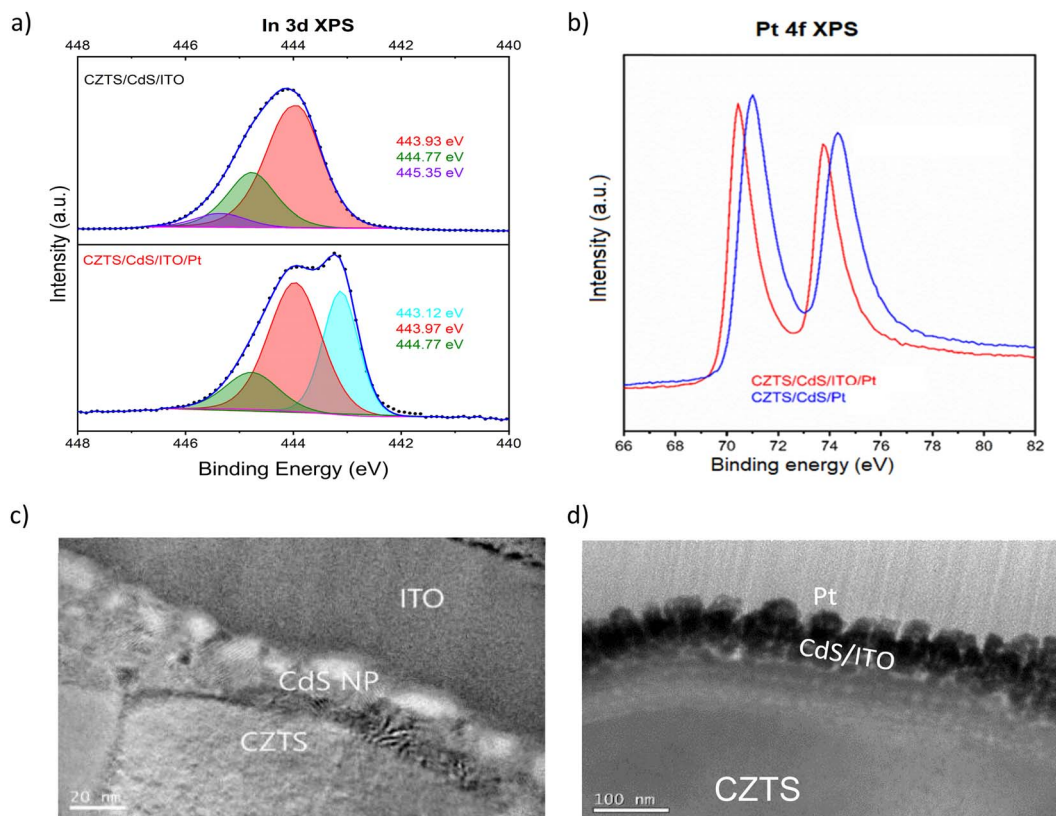 a)
In 3d XPS
448 446 444 442 440
CZTS/CdS/ITO
443.93 eV
444.77 eV
445.35 eV
CZTS/CdS/ITO/Pt
443.12 eV
443.97 eV
444.77 eV
Intensity (a.u.)
448 446 444 442 440
Binding Energy (eV)
b)
Pt 4f XPS
Intensity (a.u.)
CZTS/CdS/ITO/Pt
CZTS/CdS/Pt
66 68 70 72 74 76 78 80 82
Binding energy (eV)
c)
ITO
CdS NP
CZTS
20 nm
d)
Pt
CdS/ITO
CZTS
100 nm